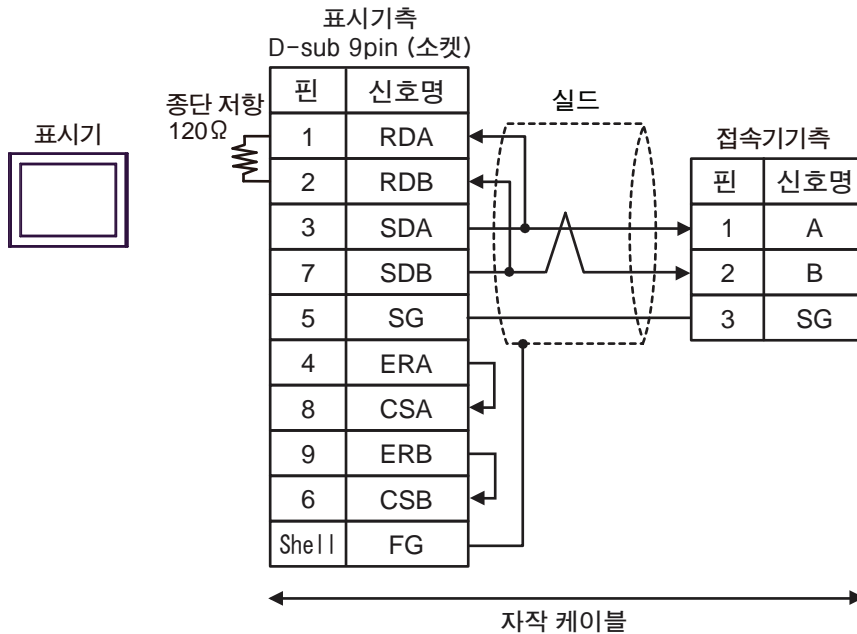 표시기측
D-sub 9pin (소켓)
종단 저항
120Ω
표시기
실드
접속기기측
핀 신호명
1 RDA
2 RDB
3 SDA
7 SDB
5 SG
4 ERA
8 CSA
9 ERB
6 CSB
Shell FG
핀 신호명
1 A
2 B
3 SG
자작 케이블